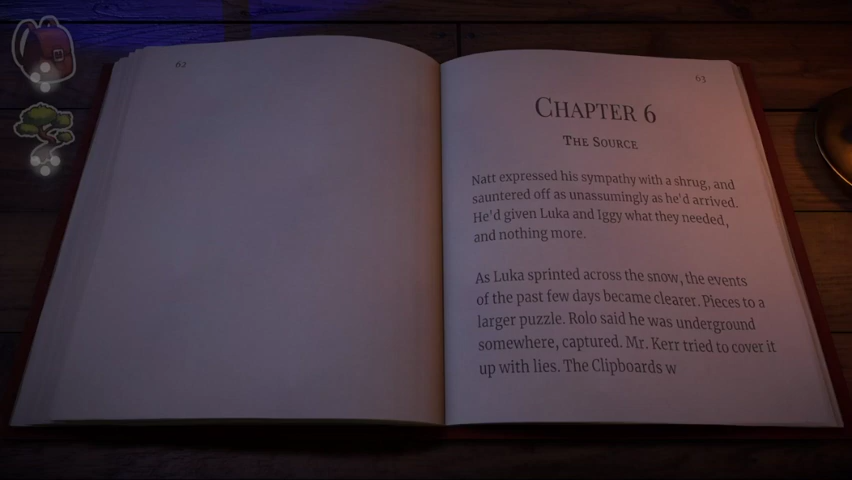 62
63
Chapter 6
The Source
Natt expressed his sympathy with a shrug, and
sauntered off as unassumingly as he'd arrived.
He'd given Luka and Iggy what they needed,
and nothing more.
As Luka sprinted across the snow, the events
of the past few days became clearer. Pieces to a
larger puzzle. Rolo said he was underground
somewhere, captured. Mr. Kerr tried to cover it
up with lies. The Clipboards w